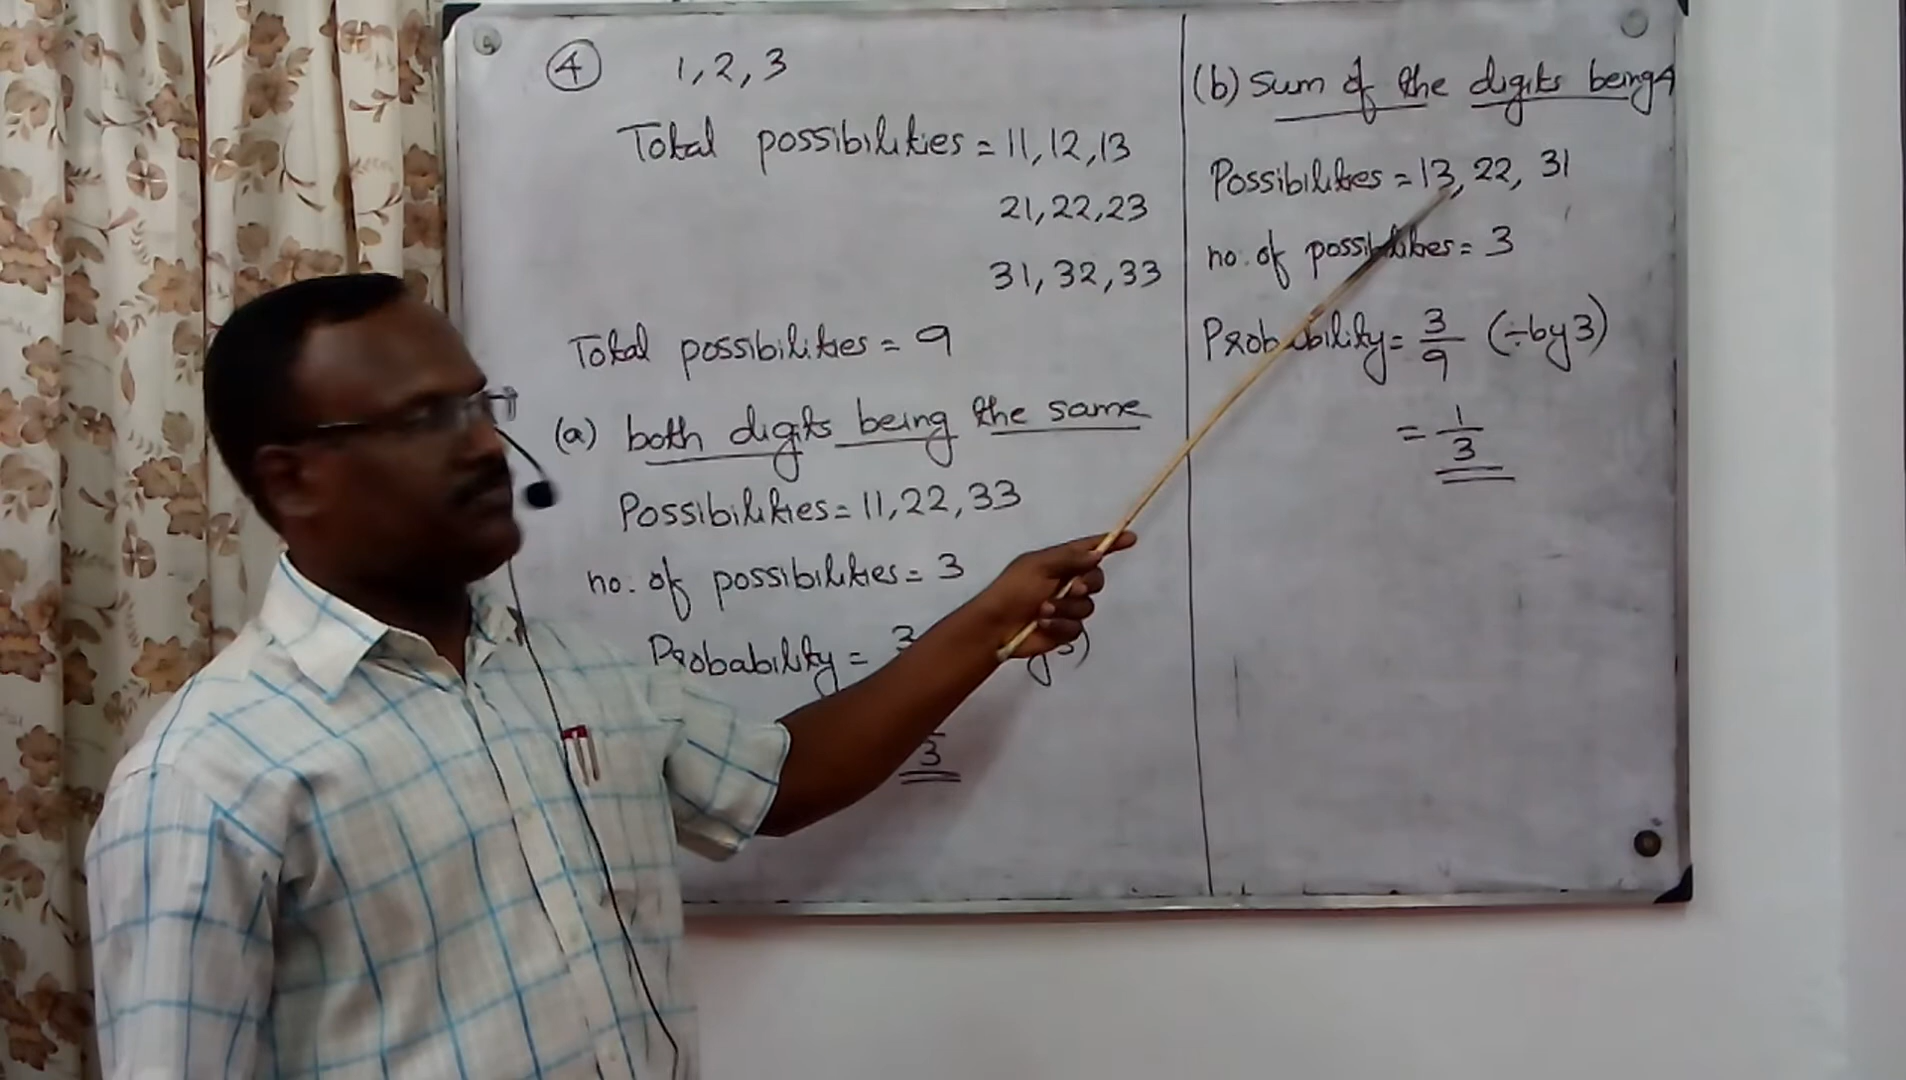 4 1, 2, 3
Total possibilities = 11, 12, 13
21, 22, 23
31, 32, 33
Total possibilities = 9
(a) both digits being the same
Possibilities = 11, 22, 33
no. of possibilities = 3
Probability = 3 y 3)
3
(b) Sum of the digits being 4
Possibilities = 13, 22, 31
no. of possibilities = 3
Probability = 3/9 (÷by 3)
= 1/3